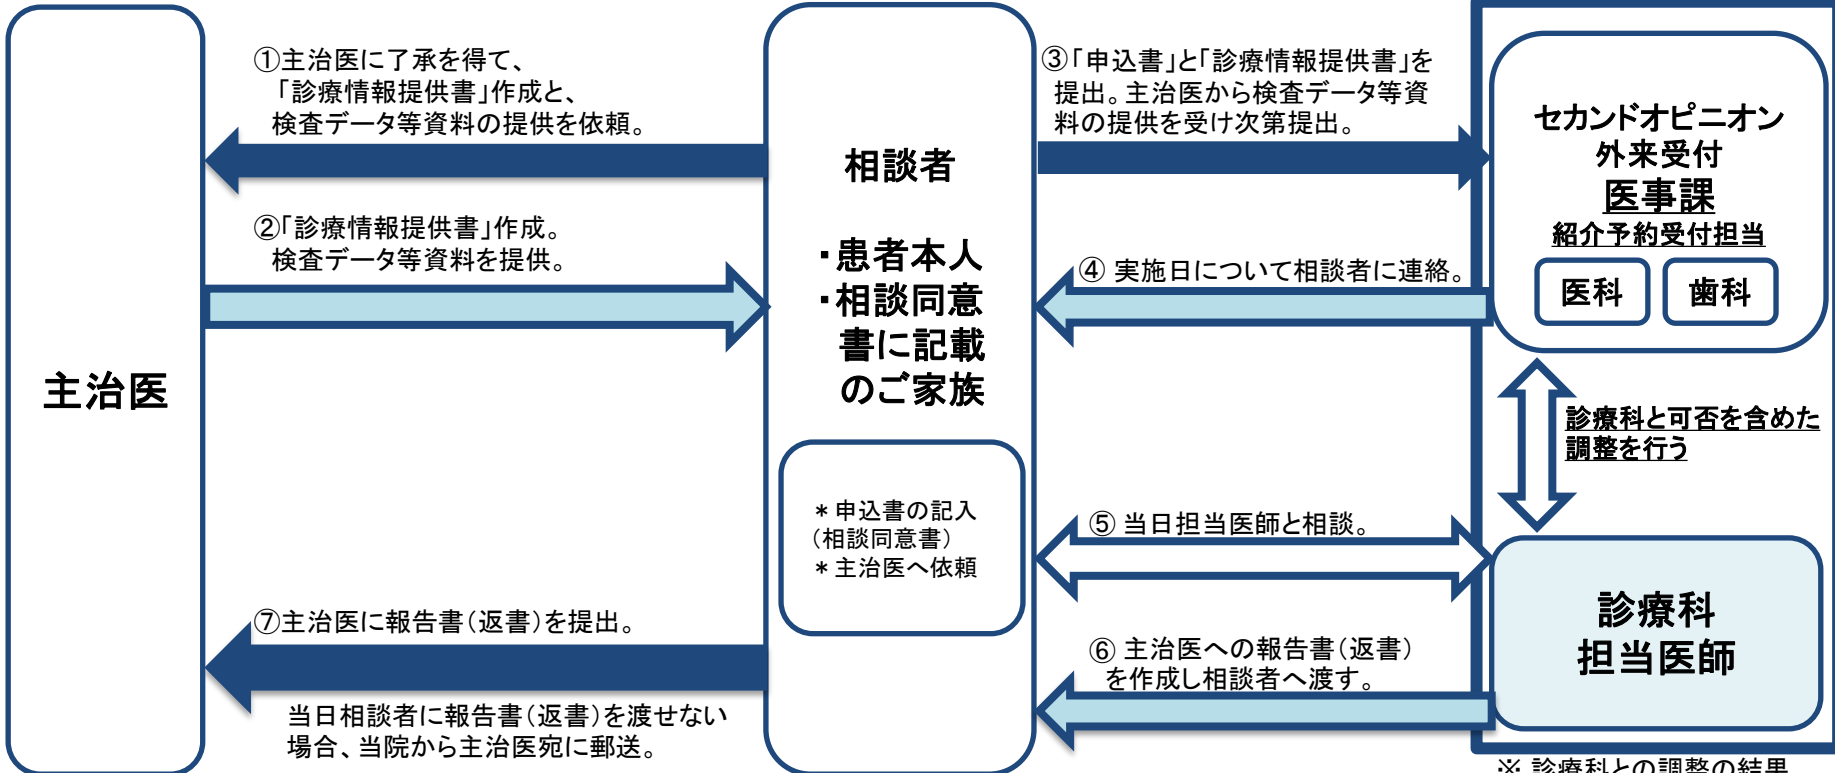 主治医
①主治医に了承を得て、
「診療情報提供書」作成と、
検査データ等資料の提供を依頼。
②「診療情報提供書」作成。
検査データ等資料を提供。
⑦主治医に報告書(返書)を提出。
当日相談者に報告書(返書)を渡せない
場合、当院から主治医宛に郵送。
相談者
・患者本人
・相談同意
書に記載
のご家族
*申込書の記入
(相談同意書)
*主治医へ依頼
③「申込書」と「診療情報提供書」を
提出。主治医から検査データ等資
料の提供を受け次第提出。
④ 実施日について相談者に連絡。
⑤ 当日担当医師と相談。
⑥ 主治医への報告書(返書)
を作成し相談者へ渡す。
セカンドオピニオン
外来受付
医事課
紹介予約受付担当
医科 歯科
診療科と可否を含めた
調整を行う
診療科
担当医師
※ 診療科との調整の結果